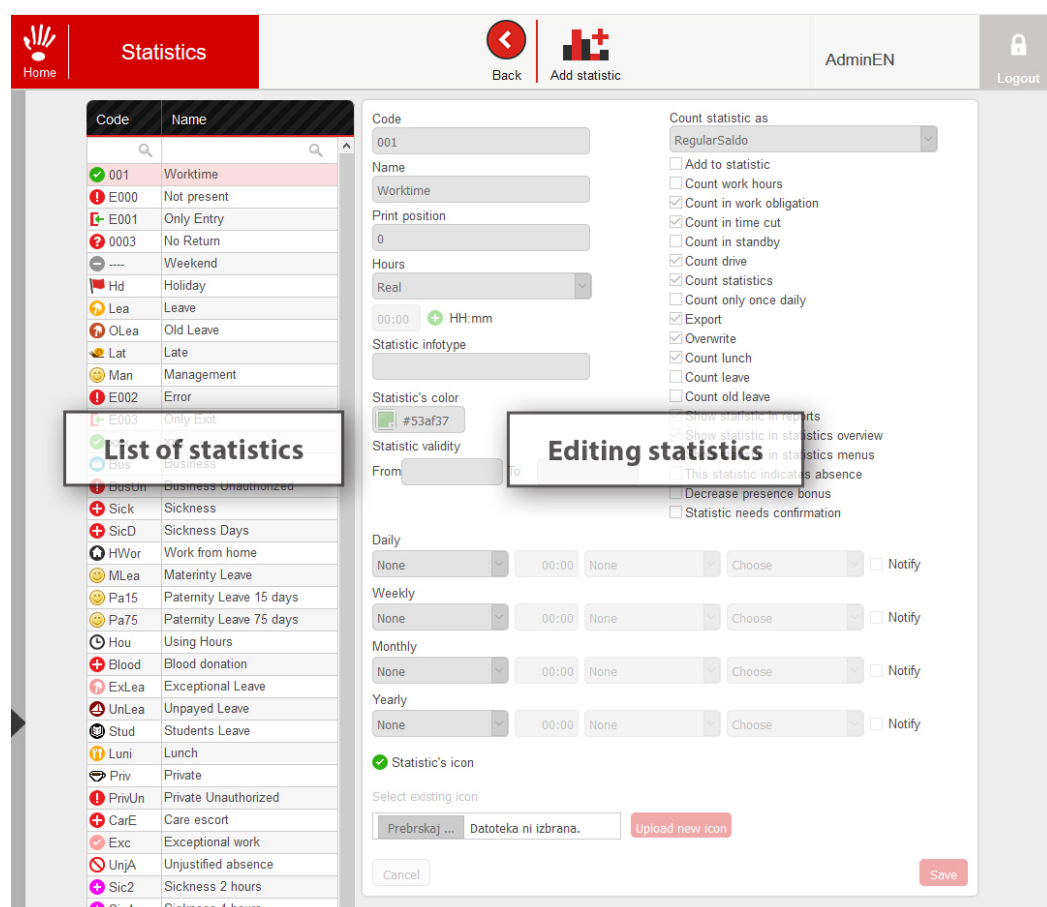 Home
Statistics
Back
Add statistic
AdminEN
Logout
Code Name
001 Worktime
E000 Not present
E001 Only Entry
0003 No Return
---- Weekend
Hd Holiday
Lea Leave
OLea Old Leave
Lat Late
Man Management
E002 Error
E003 Only Exit
Bus Business
BusUn Business Unauthorized
Sick Sickness
SicD Sickness Days
HWor Work from home
MLea Materinty Leave
Pa15 Paternity Leave 15 days
Pa75 Paternity Leave 75 days
Hou Using Hours
Blood Blood donation
ExLea Exceptional Leave
UnLea Unpayed Leave
Stud Students Leave
Luni Lunch
Priv Private
PrivUn Private Unauthorized
CarE Care escort
Exc Exceptional work
UnjA Unjustified absence
Sic2 Sickness 2 hours
List of statistics
Code
001
Name
Worktime
Print position
0
Hours
Real
00:00 HH:mm
Statistic infotype
Statistic's color
#53af37
Statistic validity
From To
Editing statistics
Count statistic as
RegularSaldo
Add to statistic
Count work hours
Count in work obligation
Count in time cut
Count in standby
Count drive
Count statistics
Count only once daily
Export
Overwrite
Count lunch
Count leave
Count old leave
Show statistic in reports
Show statistic in statistics overview
statistic in statistics menus
This statistic indicates absence
Decrease presence bonus
Statistic needs confirmation
Daily
None 00:00 None Choose Notify
Weekly
None 00:00 None Choose Notify
Monthly
None 00:00 None Choose Notify
Yearly
None 00:00 None Choose Notify
Statistic's icon
Select existing icon
Prebrskaj ... Datoteka ni izbrana. Upload new icon
Cancel Save